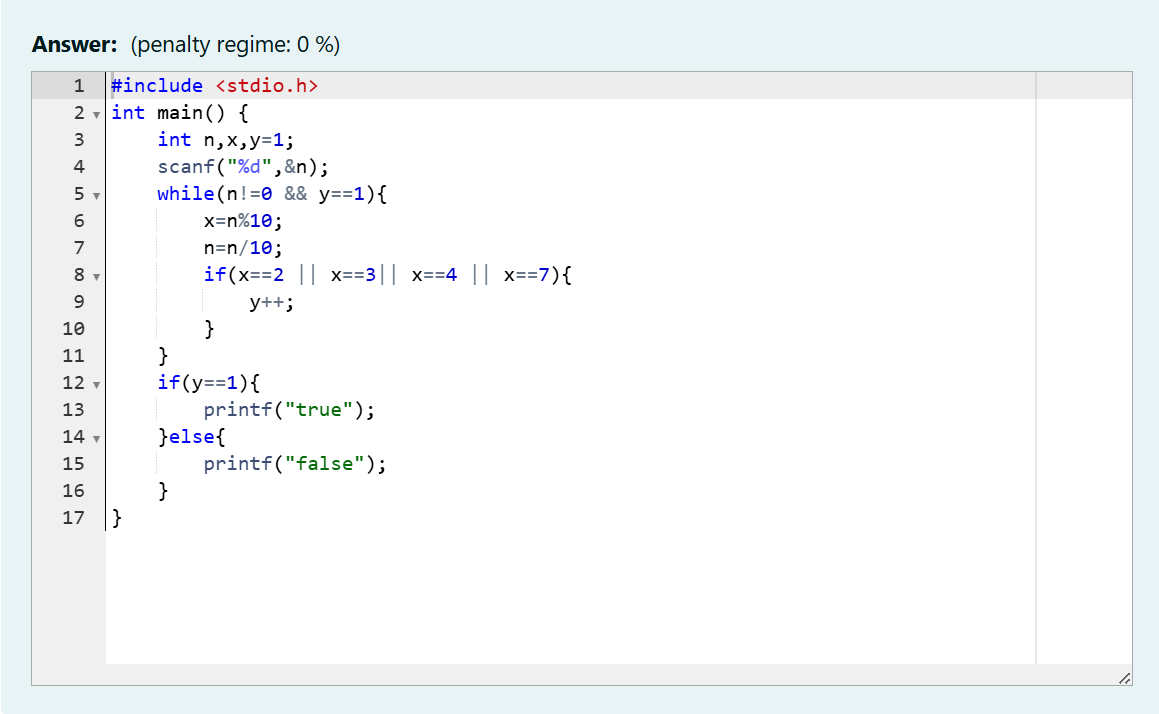 Answer: (penalty regime: 0 %)
1 #include <stdio.h>
2 int main() {
3     int n,x,y=1;
4     scanf("%d",&n);
5     while(n!=0 && y==1){
6         x=n%10;
7         n=n/10;
8         if(x==2 || x==3|| x==4 || x==7){
9             y++;
10         }
11     }
12     if(y==1){
13         printf("true");
14     }else{
15         printf("false");
16     }
17 }